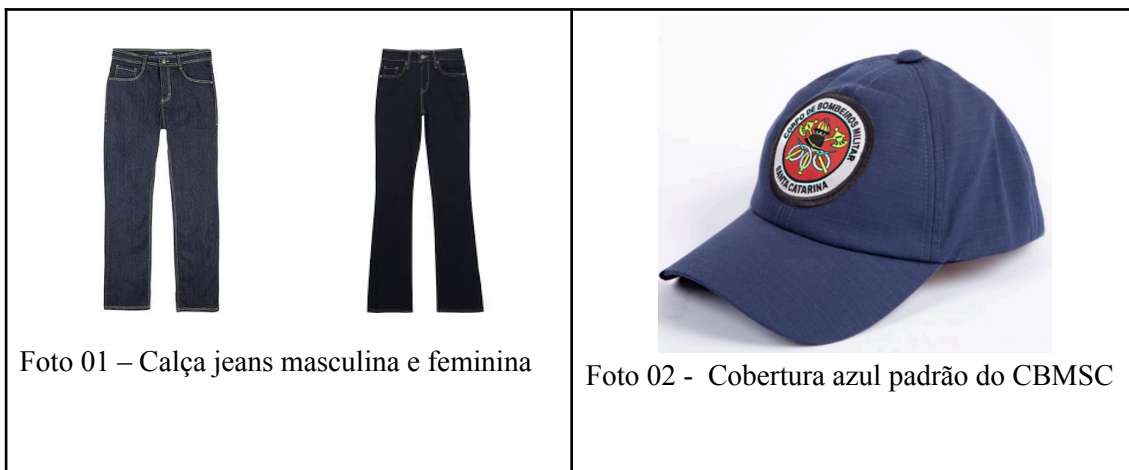 Foto 01 – Calça jeans masculina e feminina
CORPO DE BOMBEIROS MILITAR
SANTA CATARINA
Foto 02 - Cobertura azul padrão do CBMSC